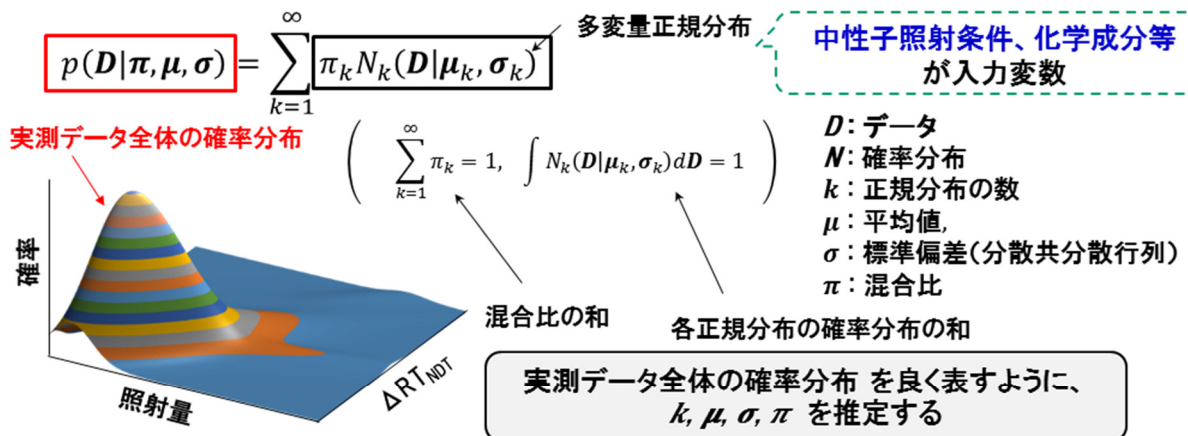 多変量正規分布
p(D|π, μ, σ) = ∑_{k=1}^{∞} π_k N_k(D|μ_k, σ_k)
中性子照射条件、化学成分等
が入力変数
実測データ全体の確率分布
( ∑_{k=1}^{∞} π_k = 1, ∫ N_k(D|μ_k, σ_k)dD = 1 )
D：データ
N：確率分布
k：正規分布の数
μ：平均値,
σ：標準偏差(分散共分散行列)
π：混合比
確率
照射量
ΔRT_NDT
混合比の和
各正規分布の確率分布の和
実測データ全体の確率分布 を良く表すように、
k, μ, σ, π を推定する